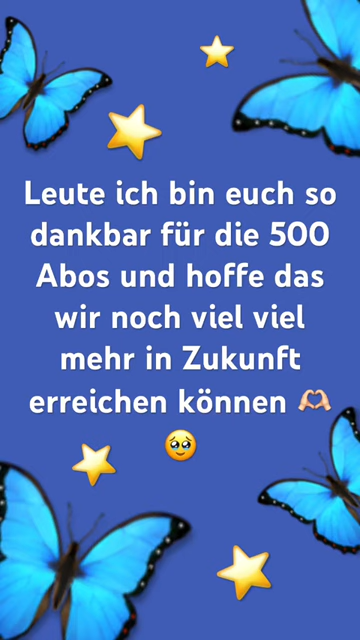 Leute ich bin euch so
dankbar für die 500
Abos und hoffe das
wir noch viel viel
mehr in Zukunft
erreichen können 🫶🏻
🥹